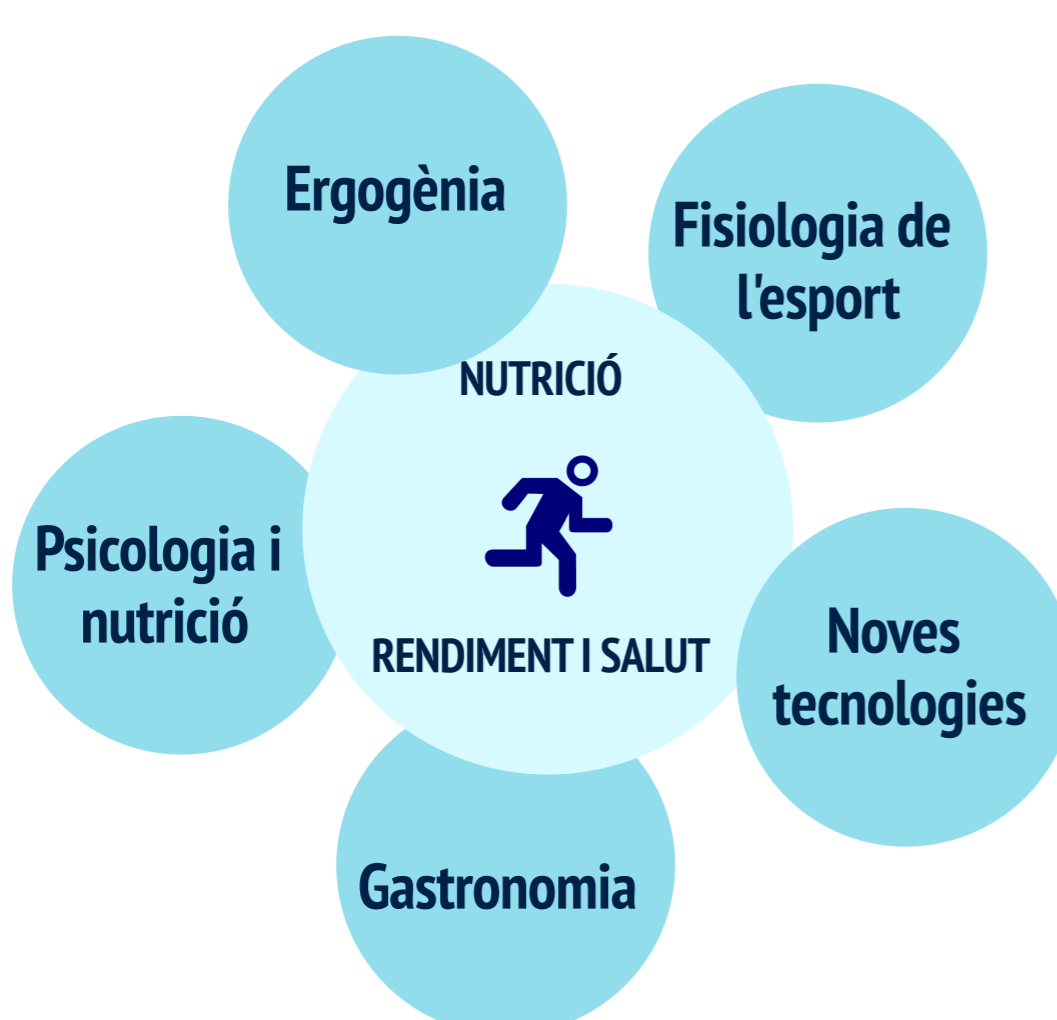 Ergogènia
Fisiologia de
l'esport
NUTRICIÓ
Psicologia i
nutrició
RENDIMENT I SALUT
Noves
tecnologies
Gastronomia